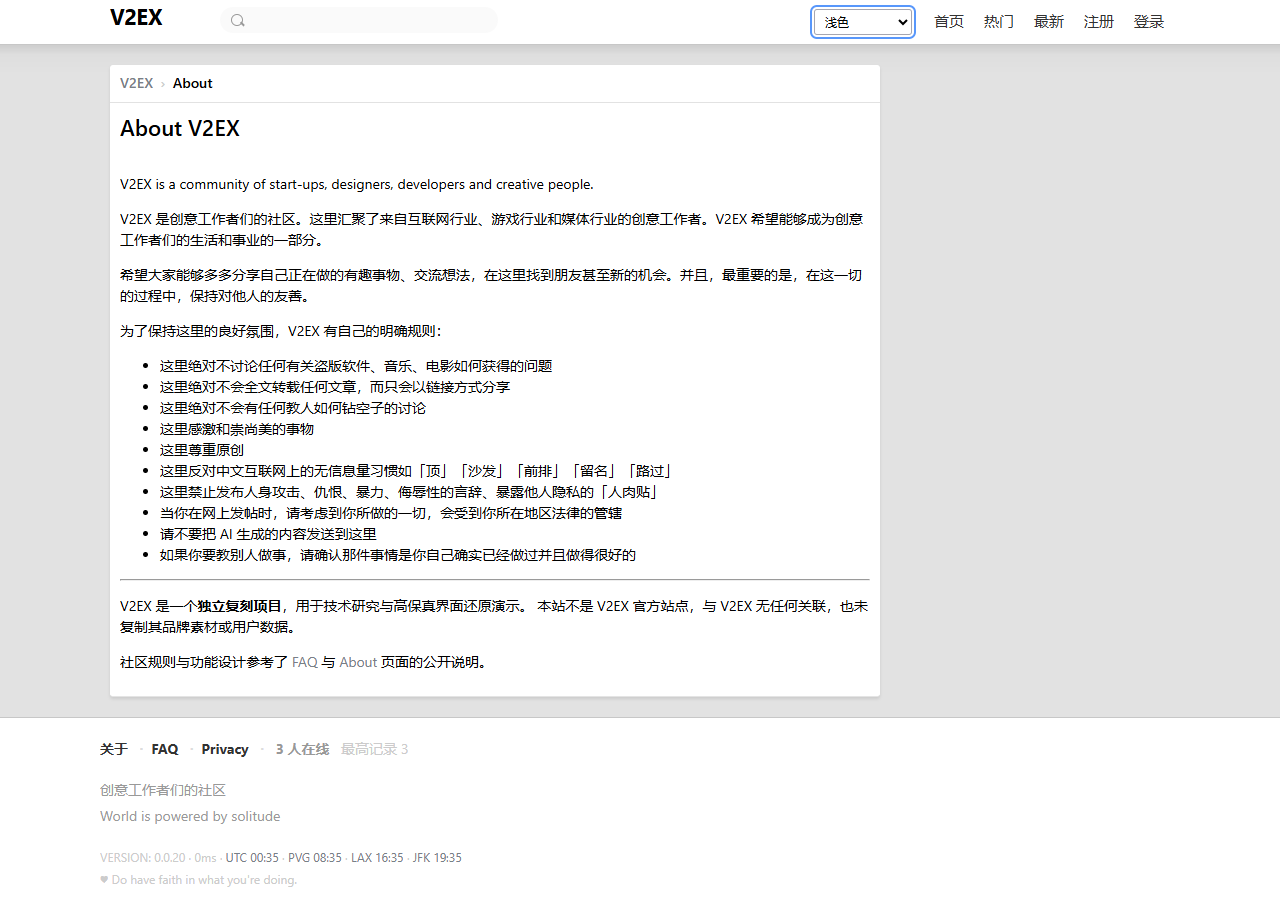 V2EX
浅色
首页 热门 最新 注册 登录
V2EX › About
About V2EX
V2EX is a community of start-ups, designers, developers and creative people.
V2EX 是创意工作者们的社区。这里汇聚了来自互联网行业、游戏行业和媒体行业的创意工作者。V2EX 希望能够成为创意
工作者们的生活和事业的一部分。
希望大家能够多多分享自己正在做的有趣事物、交流想法，在这里找到朋友甚至新的机会。并且，最重要的是，在这一切
的过程中，保持对他人的友善。
为了保持这里的良好氛围，V2EX 有自己的明确规则：
• 这里绝对不讨论任何有关盗版软件、音乐、电影如何获得的问题
• 这里绝对不会全文转载任何文章，而只会以链接方式分享
• 这里绝对不会有任何教人如何钻空子的讨论
• 这里感激和崇尚美的事物
• 这里尊重原创
• 这里反对中文互联网上的无信息量习惯如「顶」「沙发」「前排」「留名」「路过」
• 这里禁止发布人身攻击、仇恨、暴力、侮辱性的言辞、暴露他人隐私的「人肉贴」
• 当你在网上发帖时，请考虑到你所做的一切，会受到你所在地区法律的管辖
• 请不要把 AI 生成的内容发送到这里
• 如果你要教别人做事，请确认那件事情是你自己确实已经做过并且做得很好的
V2EX 是一个独立复刻项目，用于技术研究与高保真界面还原演示。 本站不是 V2EX 官方站点，与 V2EX 无任何关联，也未
复制其品牌素材或用户数据。
社区规则与功能设计参考了 FAQ 与 About 页面的公开说明。
关于 · FAQ · Privacy · 3 人在线 最高记录 3
创意工作者们的社区
World is powered by solitude
VERSION: 0.0.20 · 0ms · UTC 00:35 · PVG 08:35 · LAX 16:35 · JFK 19:35
♥ Do have faith in what you're doing.